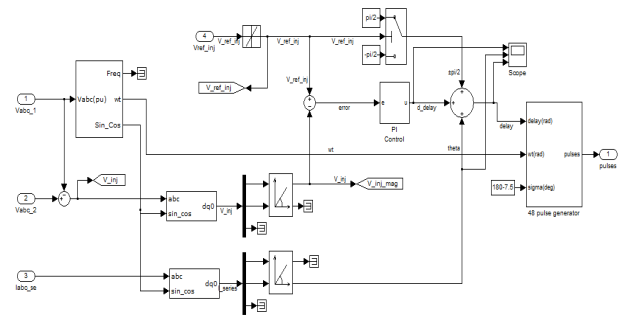 pi/2
4
Vref_inj
V_ref_inj
V_ref_inj
V_ref_inj
-pi/2
Scope
V_ref_inj
V_ref_inj
spi/2
Freq
1
Vabc_1
Vabc(pu)
wt
Sin_Cos
error
e
u
PI
Control
d_delay
delay
theta
delay(rad)
wt
wt(rad)
pulses
1
pulses
180-7.5
sigma(deg)
48 pulse generator
V_inj
V_inj
V_inj_mag
2
Vabc_2
abc
sin_cos
dq0
V_inj
3
Iabc_se
abc
sin_cos
dq0